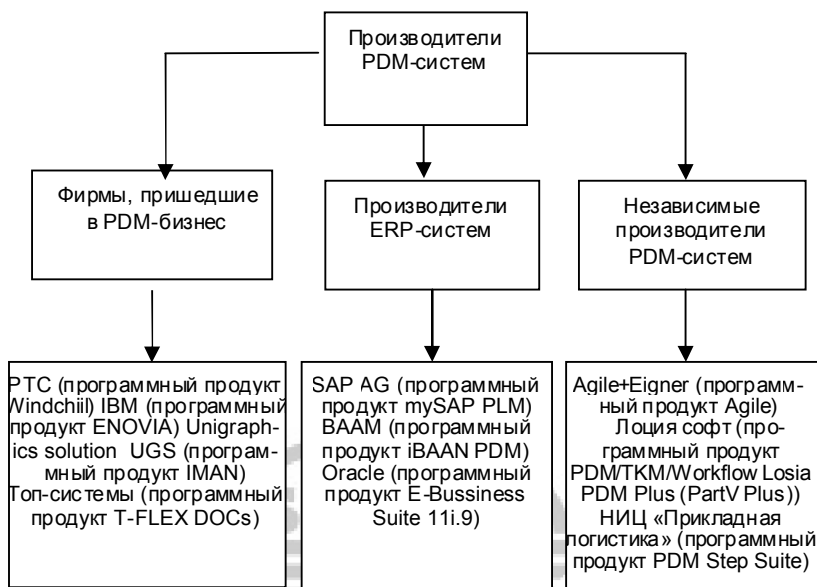 Производители
PDM-систем
Фирмы, пришедшие
в PDM-бизнес
Производители
ERP-систем
Независимые
производители
PDM-систем
PTC (программный продукт
Windchiil) IBM (программный
продукт ENOVIA) Unigraph-
ics solution UGS (програм-
мный продукт IMAN)
Топ-системы (программный
продукт T-FLEX DOCs)
SAP AG (программный
продукт mySAP PLM)
BAAM (программный
продукт iBAAN PDM)
Oracle (программный
продукт E-Bussiness
Suite 11i.9)
Agile+Eigner (програм-
мный продукт Agile)
Лоция софт (про-
граммный продукт
PDM/TKM/Workflow Losia
PDM Plus (PartV Plus))
НИЦ «Прикладная
логистика» (программный
продукт PDM Step Suite)